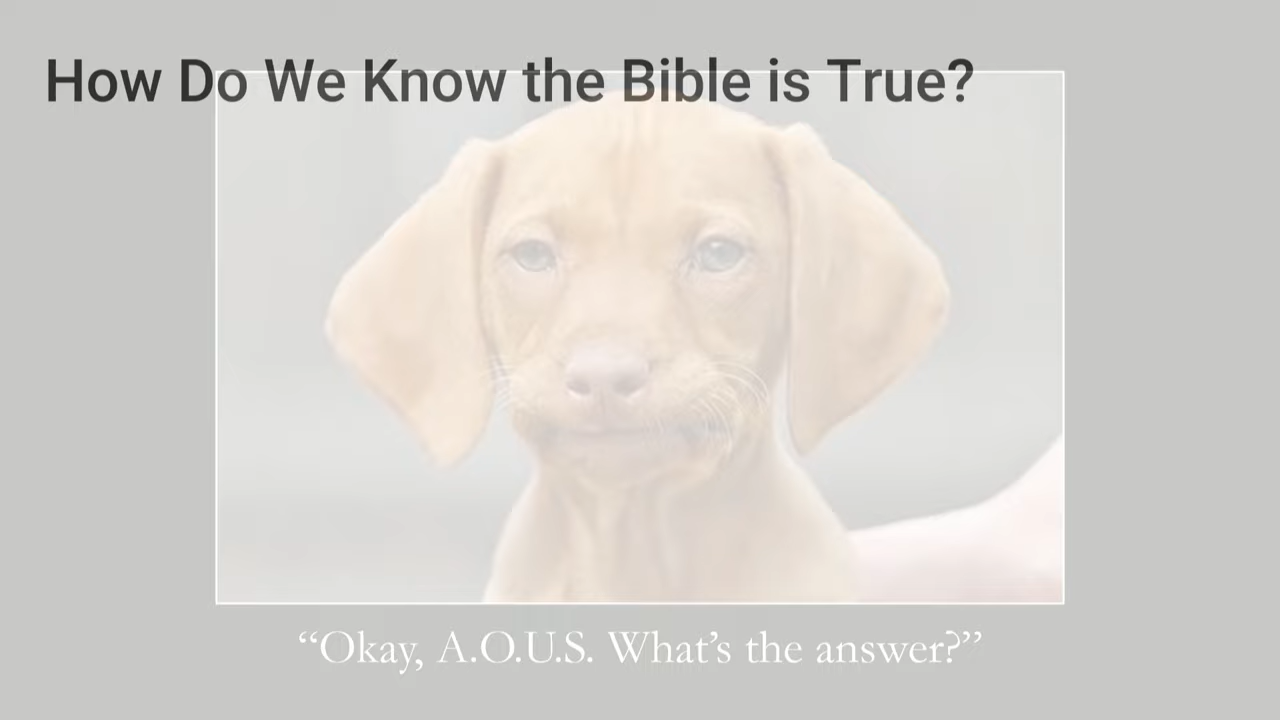 How Do We Know the Bible is True?
“Okay, A.O.U.S. What’s the answer?”